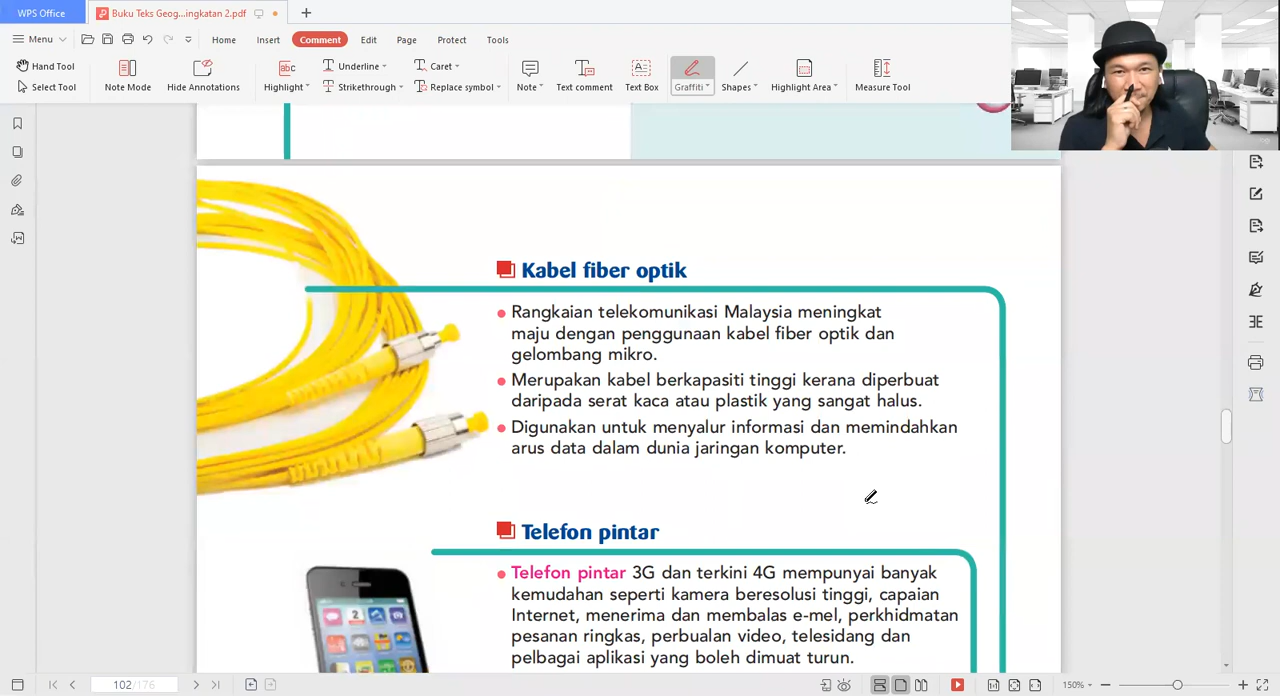 WPS Office
Buku Teks Geog...ingkatan 2.pdf
Menu
Home Insert Comment Edit Page Protect Tools
Hand Tool
Select Tool
Note Mode
Hide Annotations
Highlight
Underline
Strikethrough
Caret
Replace symbol
Note
Text comment
Text Box
Graffiti
Shapes
Highlight Area
Measure Tool
Kabel fiber optik
Rangkaian telekomunikasi Malaysia meningkat
maju dengan penggunaan kabel fiber optik dan
gelombang mikro.
Merupakan kabel berkapasiti tinggi kerana diperbuat
daripada serat kaca atau plastik yang sangat halus.
Digunakan untuk menyalur informasi dan memindahkan
arus data dalam dunia jaringan komputer.
Telefon pintar
Telefon pintar 3G dan terkini 4G mempunyai banyak
kemudahan seperti kamera beresolusi tinggi, capaian
Internet, menerima dan membalas e-mel, perkhidmatan
pesanan ringkas, perbualan video, telesidang dan
pelbagai aplikasi yang boleh dimuat turun.
2
102/176
150%